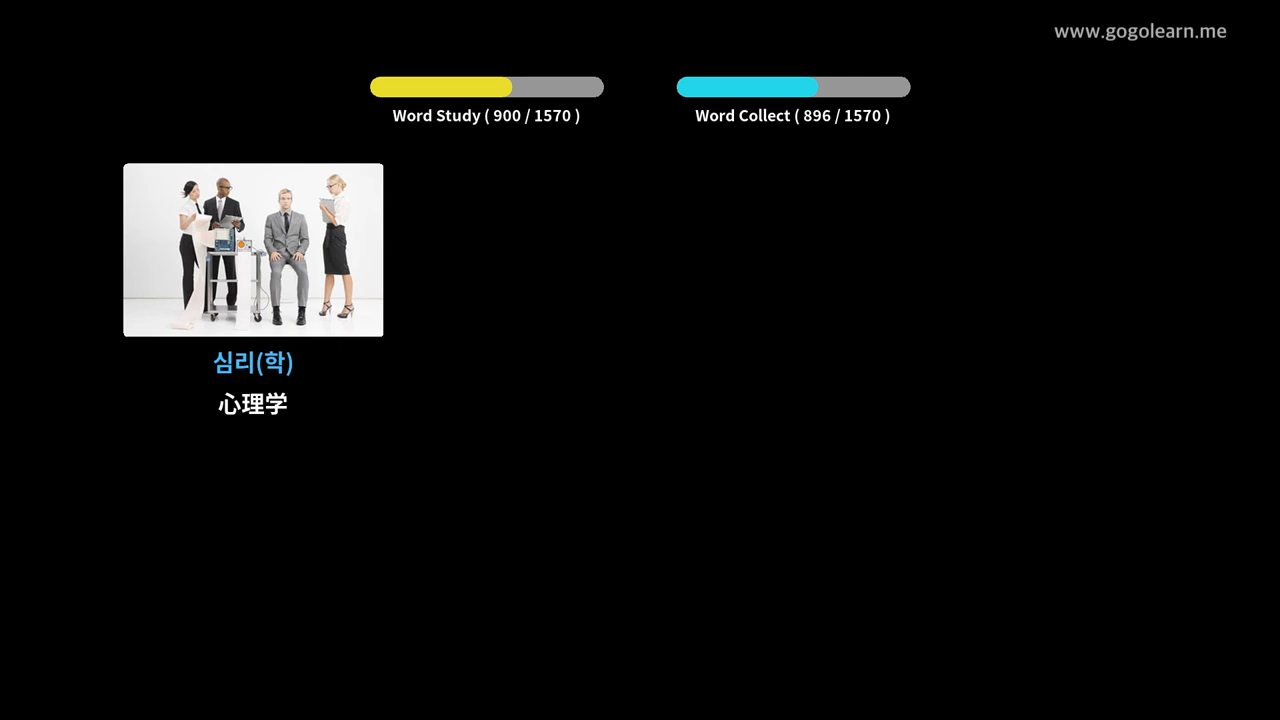 www.gogolearn.me
Word Study ( 900 / 1570 )
Word Collect ( 896 / 1570 )
심리(학)
心理学